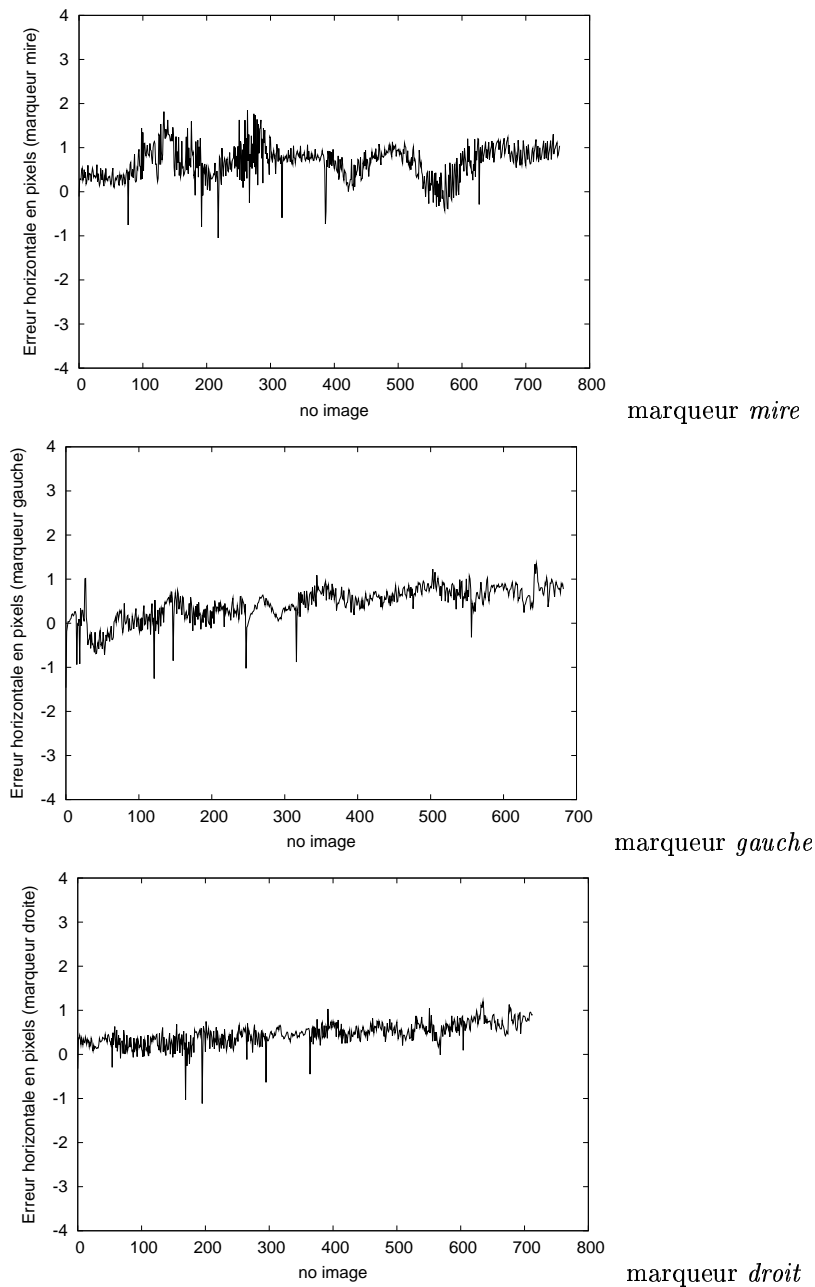 4
3
2
1
0
-1
-2
-3
-4
Erreur horizontale en pixels (marqueur mire)
0 100 200 300 400 500 600 700 800
no image
marqueur mire
4
3
2
1
0
-1
-2
-3
-4
Erreur horizontale en pixels (marqueur gauche)
0 100 200 300 400 500 600 700
no image
marqueur gauche
4
3
2
1
0
-1
-2
-3
-4
Erreur horizontale en pixels (marqueur droite)
0 100 200 300 400 500 600 700 800
no image
marqueur droit